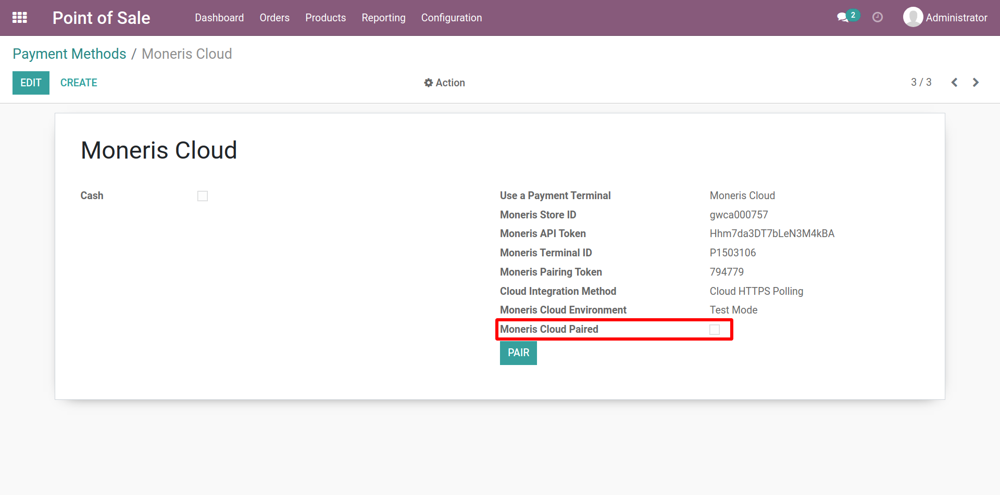 Point of Sale Dashboard Orders Products Reporting Configuration 2 Administrator
Payment Methods / Moneris Cloud
EDIT CREATE Action 3 / 3
Moneris Cloud
Cash
Use a Payment Terminal Moneris Cloud
Moneris Store ID gwca000757
Moneris API Token Hhm7da3DT7bLeN3M4kBA
Moneris Terminal ID P1503106
Moneris Pairing Token 794779
Cloud Integration Method Cloud HTTPS Polling
Moneris Cloud Environment Test Mode
Moneris Cloud Paired
PAIR